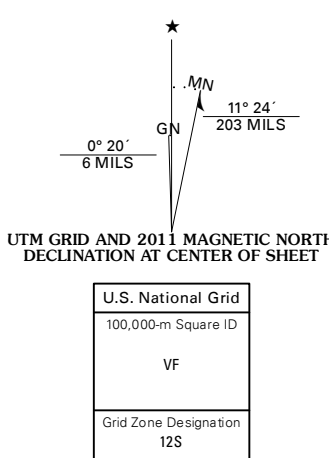 ★
MN
11° 24´
203 MILS
GN
0° 20´
6 MILS
UTM GRID AND 2011 MAGNETIC NORTH
DECLINATION AT CENTER OF SHEET
U.S. National Grid
100,000-m Square ID
VF
Grid Zone Designation
12S